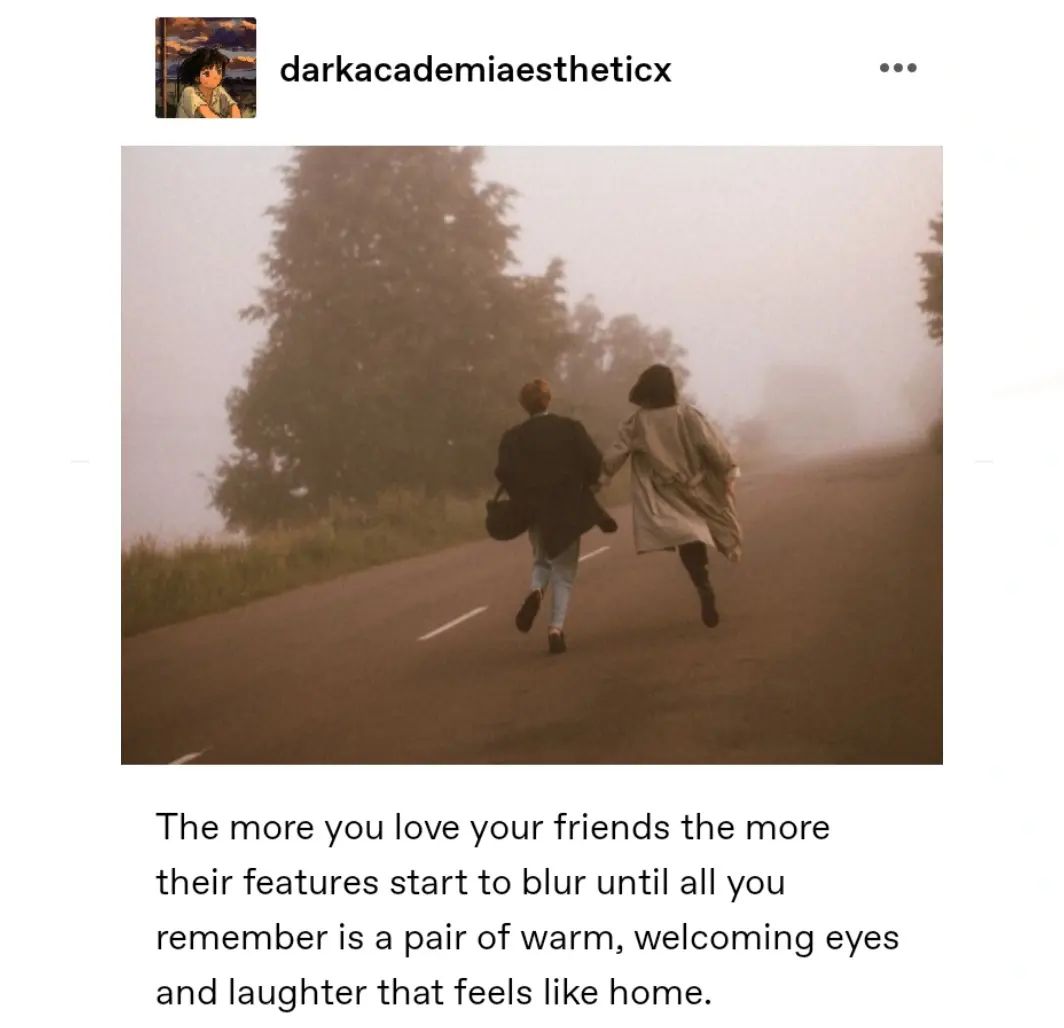 darkacademiaestheticx
The more you love your friends the more
their features start to blur until all you
remember is a pair of warm, welcoming eyes
and laughter that feels like home.